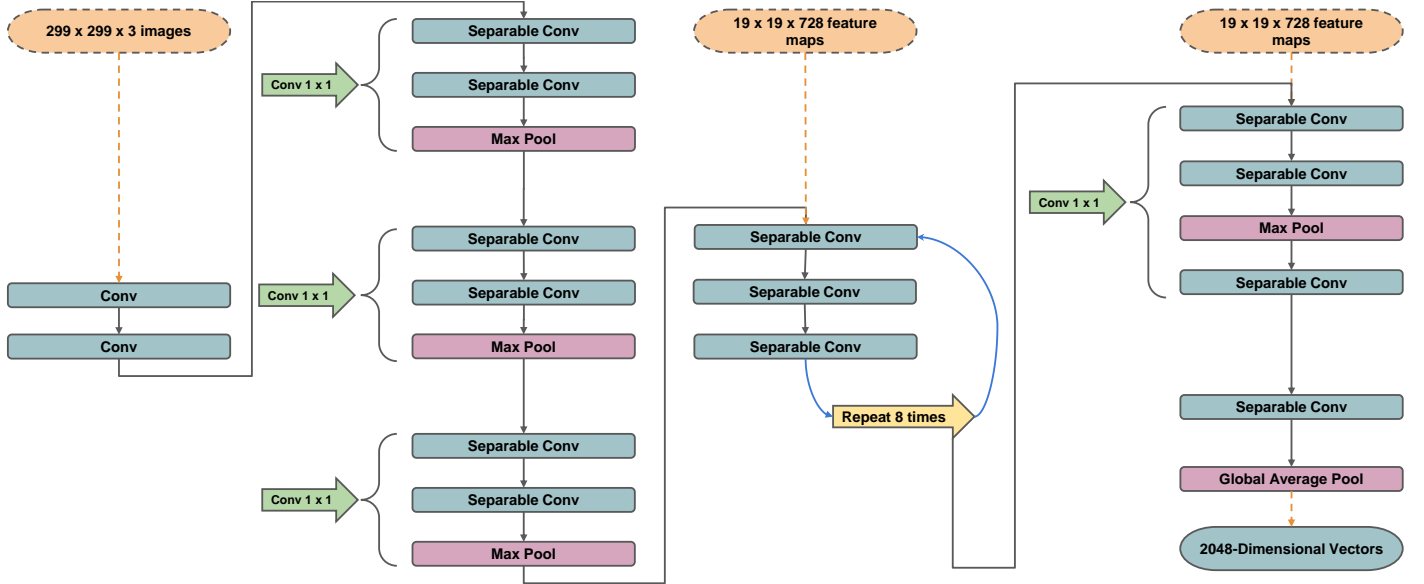 299 x 299 x 3 images
Conv
Conv
Conv 1 x 1
Separable Conv
Separable Conv
Max Pool
Conv 1 x 1
Separable Conv
Separable Conv
Max Pool
Conv 1 x 1
Separable Conv
Separable Conv
Max Pool
19 x 19 x 728 feature
maps
Separable Conv
Separable Conv
Separable Conv
Repeat 8 times
19 x 19 x 728 feature
maps
Conv 1 x 1
Separable Conv
Separable Conv
Max Pool
Separable Conv
Separable Conv
Global Average Pool
2048-Dimensional Vectors